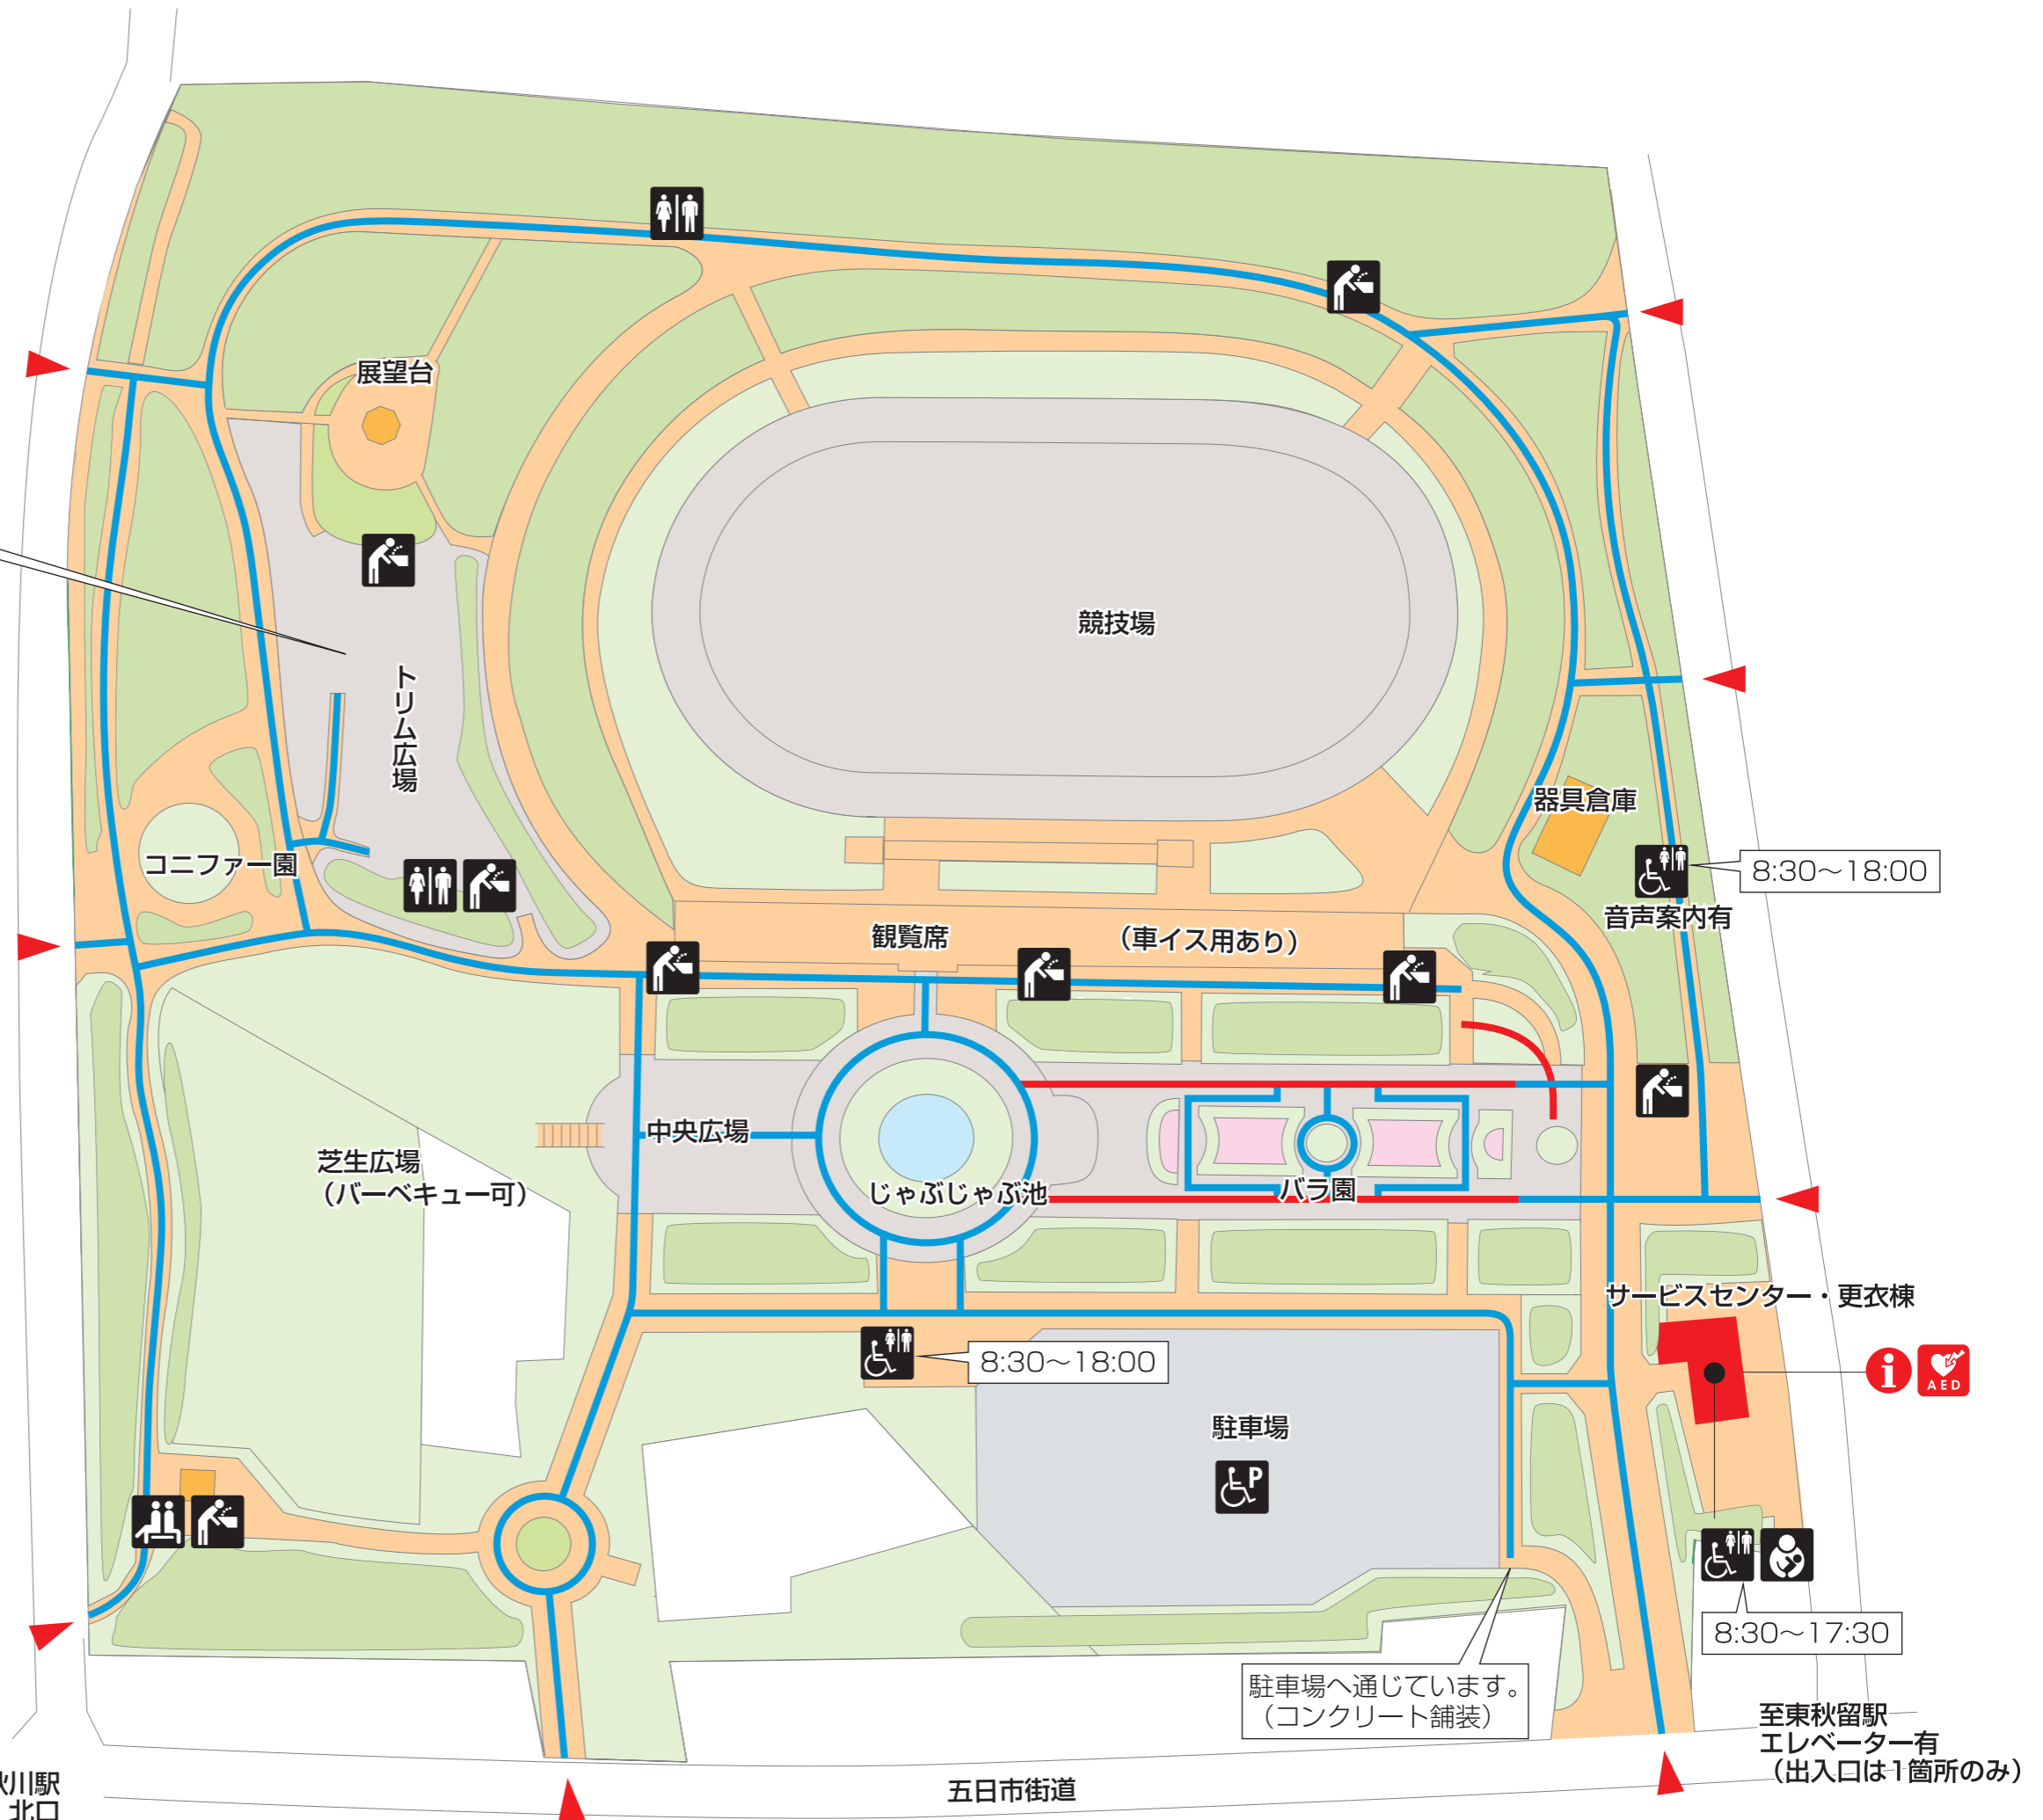 展望台
競技場
トリム広場
器具倉庫
コニファー園
8:30〜18:00
音声案内有
観覧席
（車イス用あり）
中央広場
芝生広場
（バーベキュー可）
じゃぶじゃぶ池
バラ園
サービスセンター・更衣棟
8:30〜18:00
AED
駐車場
P
8:30〜17:30
駐車場へ通じています。
（コンクリート舗装）
至東秋留駅
エレベーター有
（出入口は1箇所のみ）
川駅
北口
五日市街道